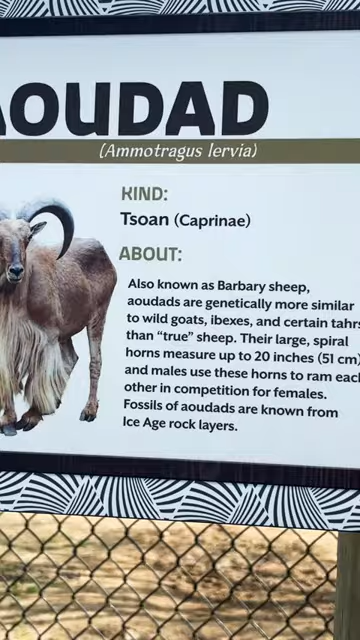 AOUDAD
(Ammotragus lervia)
KIND:
Tsoan (Caprinae)
ABOUT:
Also known as Barbary sheep,
aoudads are genetically more similar
to wild goats, ibexes, and certain tahrs
than “true” sheep. Their large, spiral
horns measure up to 20 inches (51 cm)
and males use these horns to ram each
other in competition for females.
Fossils of aoudads are known from
Ice Age rock layers.